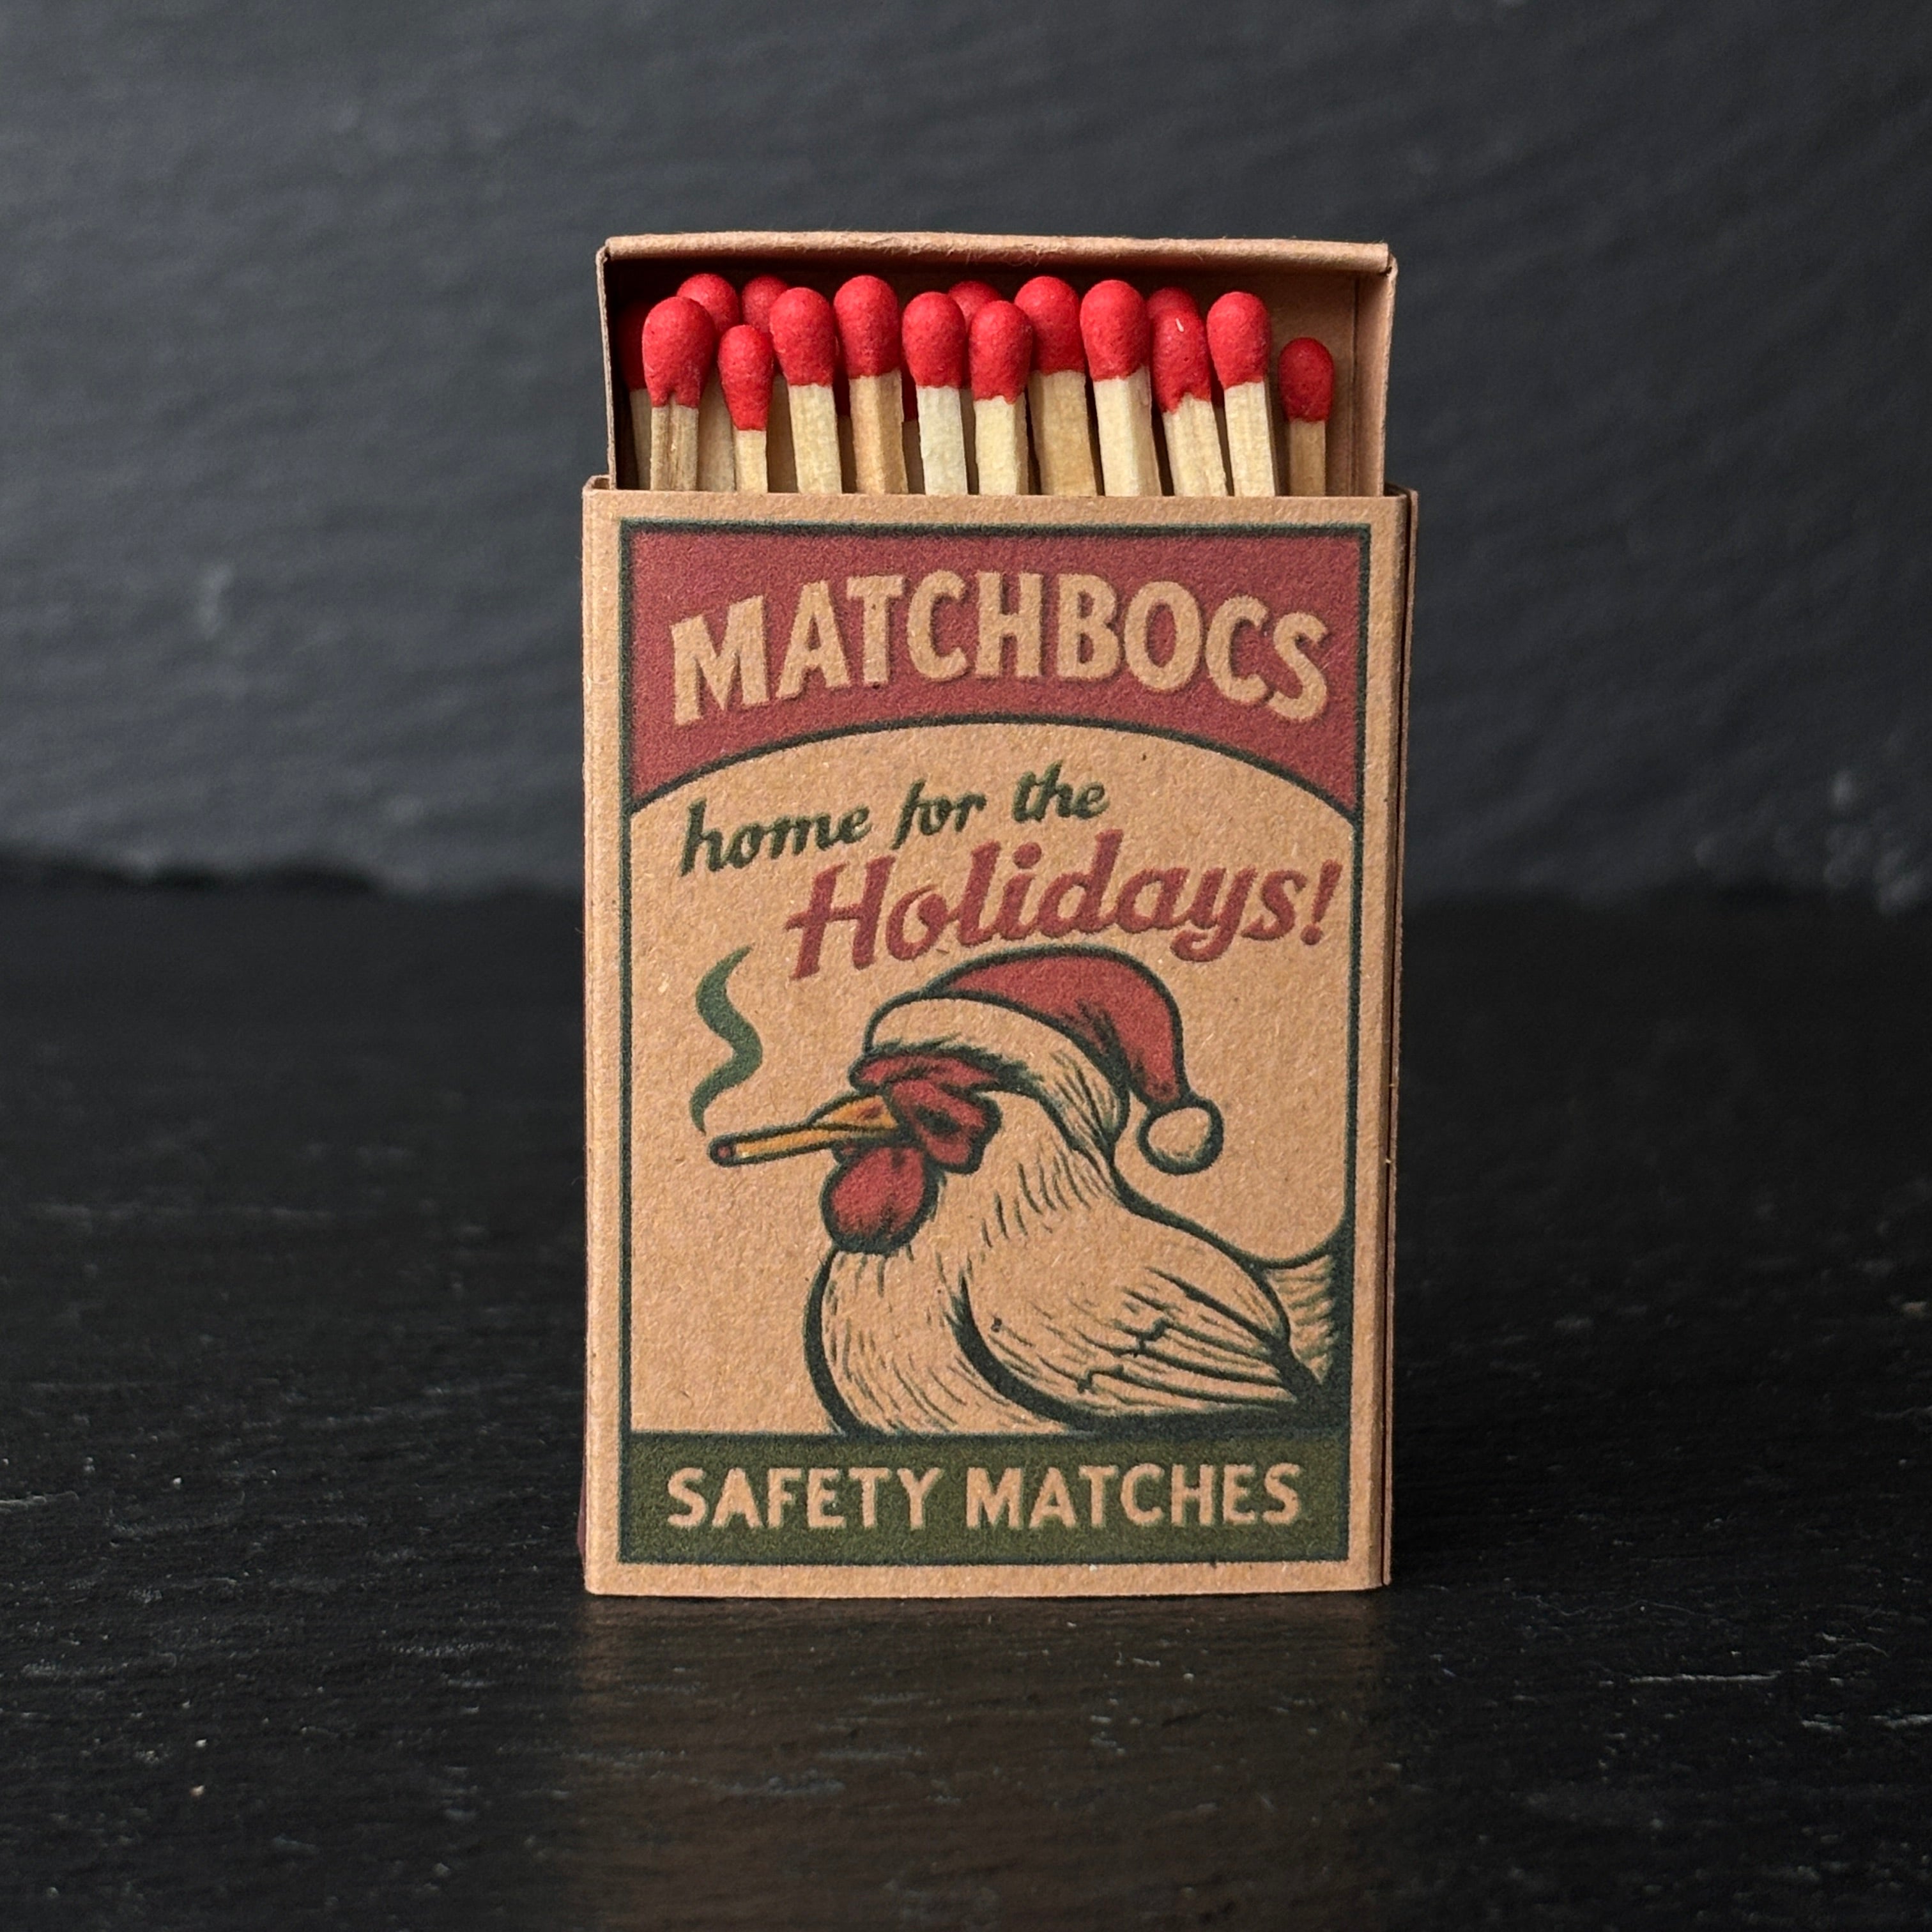 MATCHBOCS
home for the
Holidays!
SAFETY MATCHES